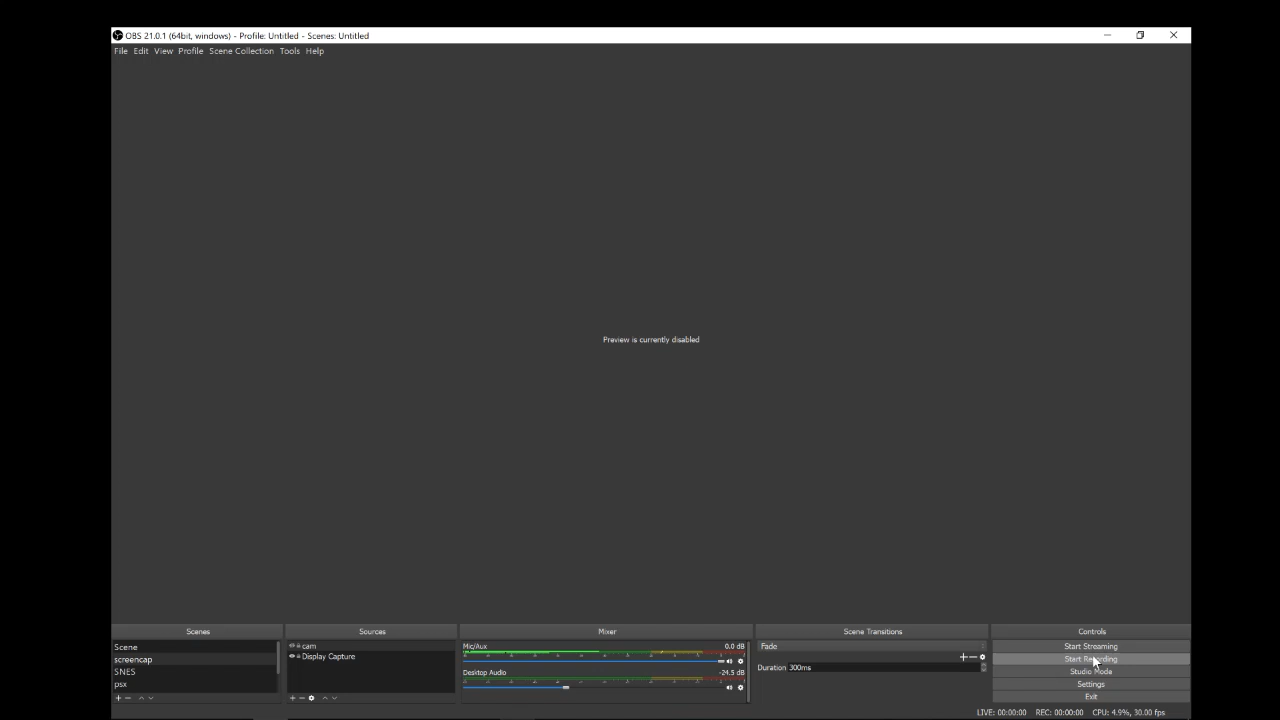 OBS 21.0.1 (64bit, windows) - Profile: Untitled - Scenes: Untitled
File Edit View Profile Scene Collection Tools Help
Preview is currently disabled
Scenes
Sources
Mixer
Scene Transitions
Controls
Scene
screencap
SNES
psx
cam
Display Capture
Mic/Aux 0.0 dB
Desktop Audio -24.5 dB
Fade
Duration 300ms
Start Streaming
Start Recording
Studio Mode
Settings
Exit
LIVE: 00:00:00 REC: 00:00:00 CPU: 4.9%, 30.00 fps